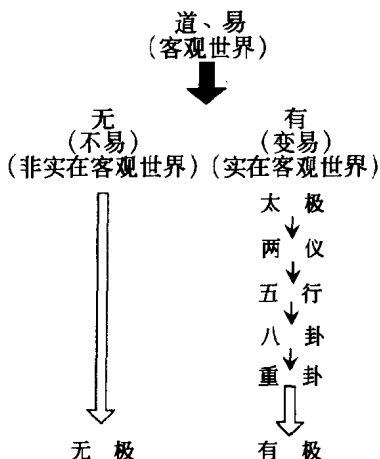 道、易
(客观世界)
无
(不易)
(非实在客观世界)
有
(变易)
(实在客观世界)
太 极
两 仪
五 行
八 卦
重 卦
无 极
有 极